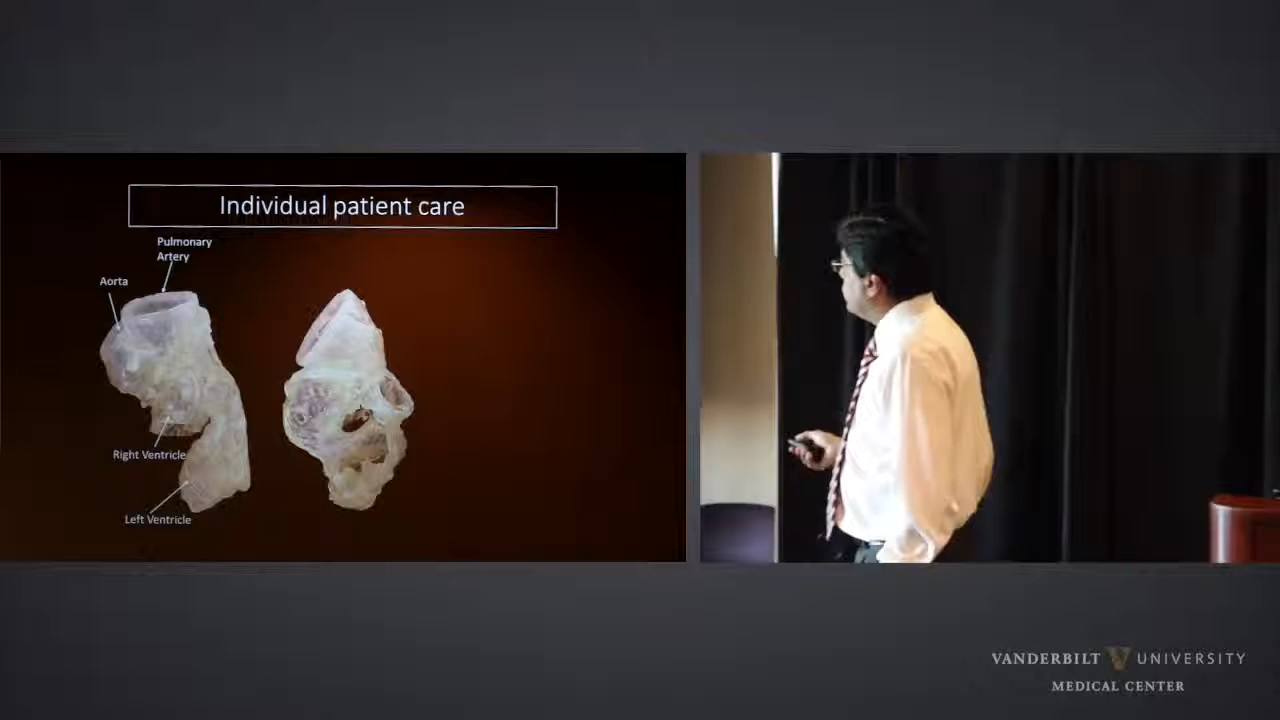 Individual patient care
Pulmonary
Artery
Aorta
Right Ventricle
Left Ventricle
VANDERBILT UNIVERSITY
MEDICAL CENTER